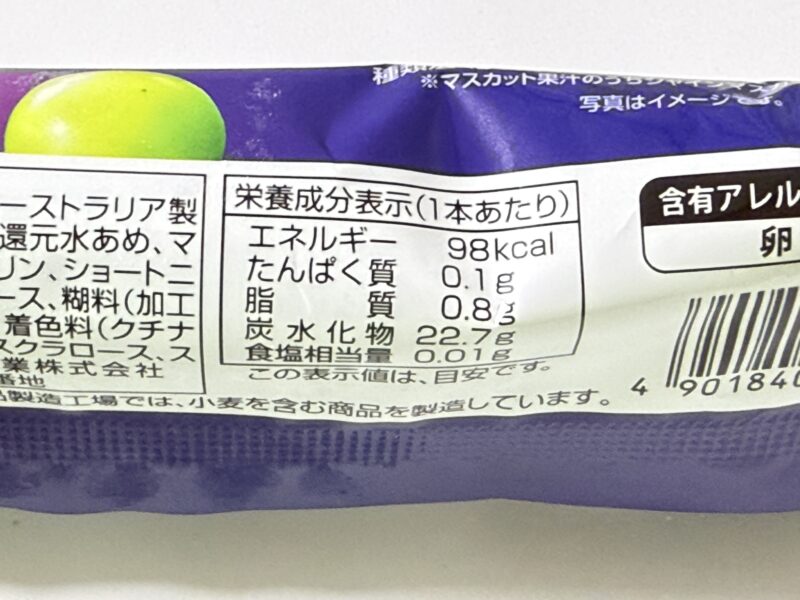 ※マスカット果汁のうち
写真はイメージです。
ーストラリア製
還元水あめ、マ
リン、ショートニ
ース、糊料(加工
着色料(クチナ
スクラロース、ス
業株式会社
番地
栄養成分表示(1本あたり)
エネルギー 98kcal
たんぱく質 0.1g
脂質 0.8g
炭水化物 22.7g
食塩相当量 0.01g
この表示値は、目安です。
製造工場では、小麦を含む商品を製造しています。
含有アレル
卵
4 901840